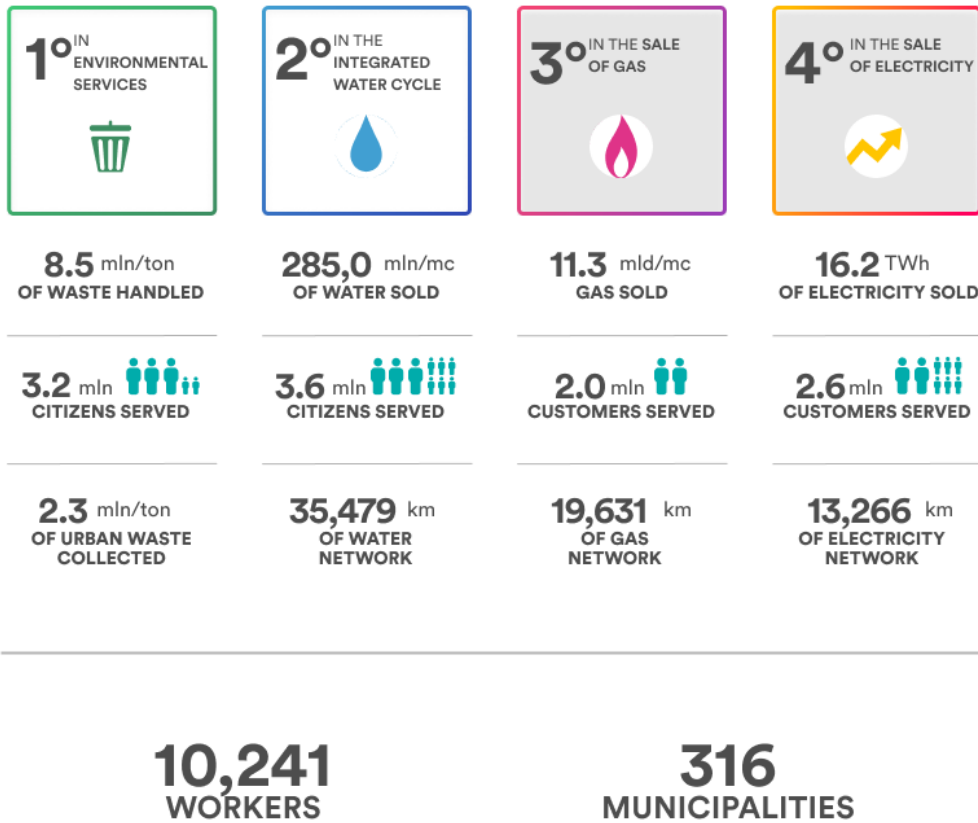 1° IN
ENVIRONMENTAL
SERVICES
2° IN THE
INTEGRATED
WATER CYCLE
3° IN THE SALE
OF GAS
4° IN THE SALE
OF ELECTRICITY
8.5 mln/ton
OF WASTE HANDLED
285,0 mln/mc
OF WATER SOLD
11.3 mld/mc
GAS SOLD
16.2 TWh
OF ELECTRICITY SOLD
3.2 mln
CITIZENS SERVED
3.6 mln
CITIZENS SERVED
2.0 mln
CUSTOMERS SERVED
2.6 mln
CUSTOMERS SERVED
2.3 mln/ton
OF URBAN WASTE
COLLECTED
35,479 km
OF WATER
NETWORK
19,631 km
OF GAS
NETWORK
13,266 km
OF ELECTRICITY
NETWORK
10,241
WORKERS
316
MUNICIPALITIES